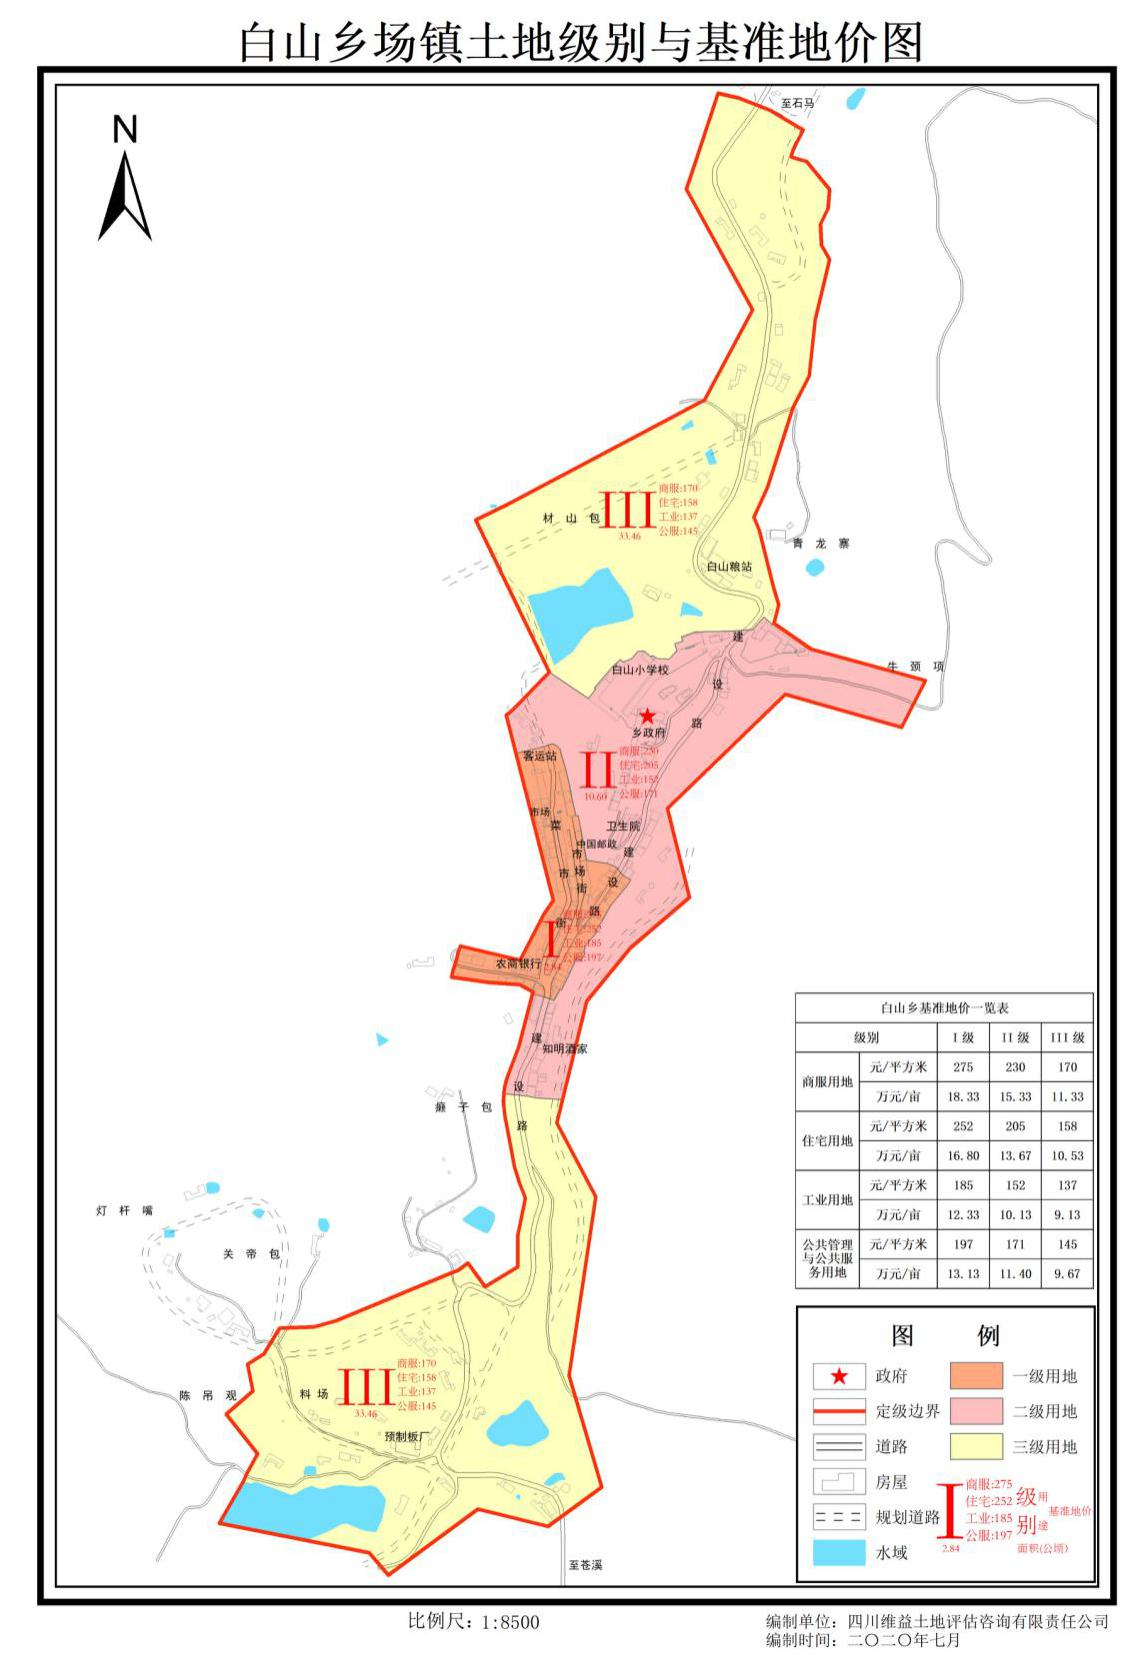 白山乡场镇土地级别与基准地价图
N
至石马
材山包
III
商服:170
住宅:158
工业:137
公服:145
33.46
青龙寨
白山粮站
建
牛颈项
白山小学校
设
路
乡政府
客运站
II
商服:230
住宅:205
工业:152
公服:171
10.60
市场
菜
卫生院
中国邮政
市
建
市场
街
设
路
街
I
住宅:252
工业:185
公服:197
2.84
农商银行
建
知明酒家
设
癞子包
路
灯杆嘴
关帝包
陈吊观
料场
III
商服:170
住宅:158
工业:137
公服:145
33.46
预制板厂
至苍溪
白山乡基准地价一览表
级别 I 级 II 级 III 级
商服用地 元/平方米 275 230 170
万元/亩 18.33 15.33 11.33
住宅用地 元/平方米 252 205 158
万元/亩 16.80 13.67 10.53
工业用地 元/平方米 185 152 137
万元/亩 12.33 10.13 9.13
公共管理与公共服务用地 元/平方米 197 171 145
万元/亩 13.13 11.40 9.67
图 例
政府 一级用地
定级边界 二级用地
道路 三级用地
房屋
规划道路
水域
I
商服:275
住宅:252
工业:185
公服:197
2.84
级别
用途
基准地价
面积(公顷)
比例尺: 1:8500
编制单位: 四川维益土地评估咨询有限责任公司
编制时间: 二〇二〇年七月